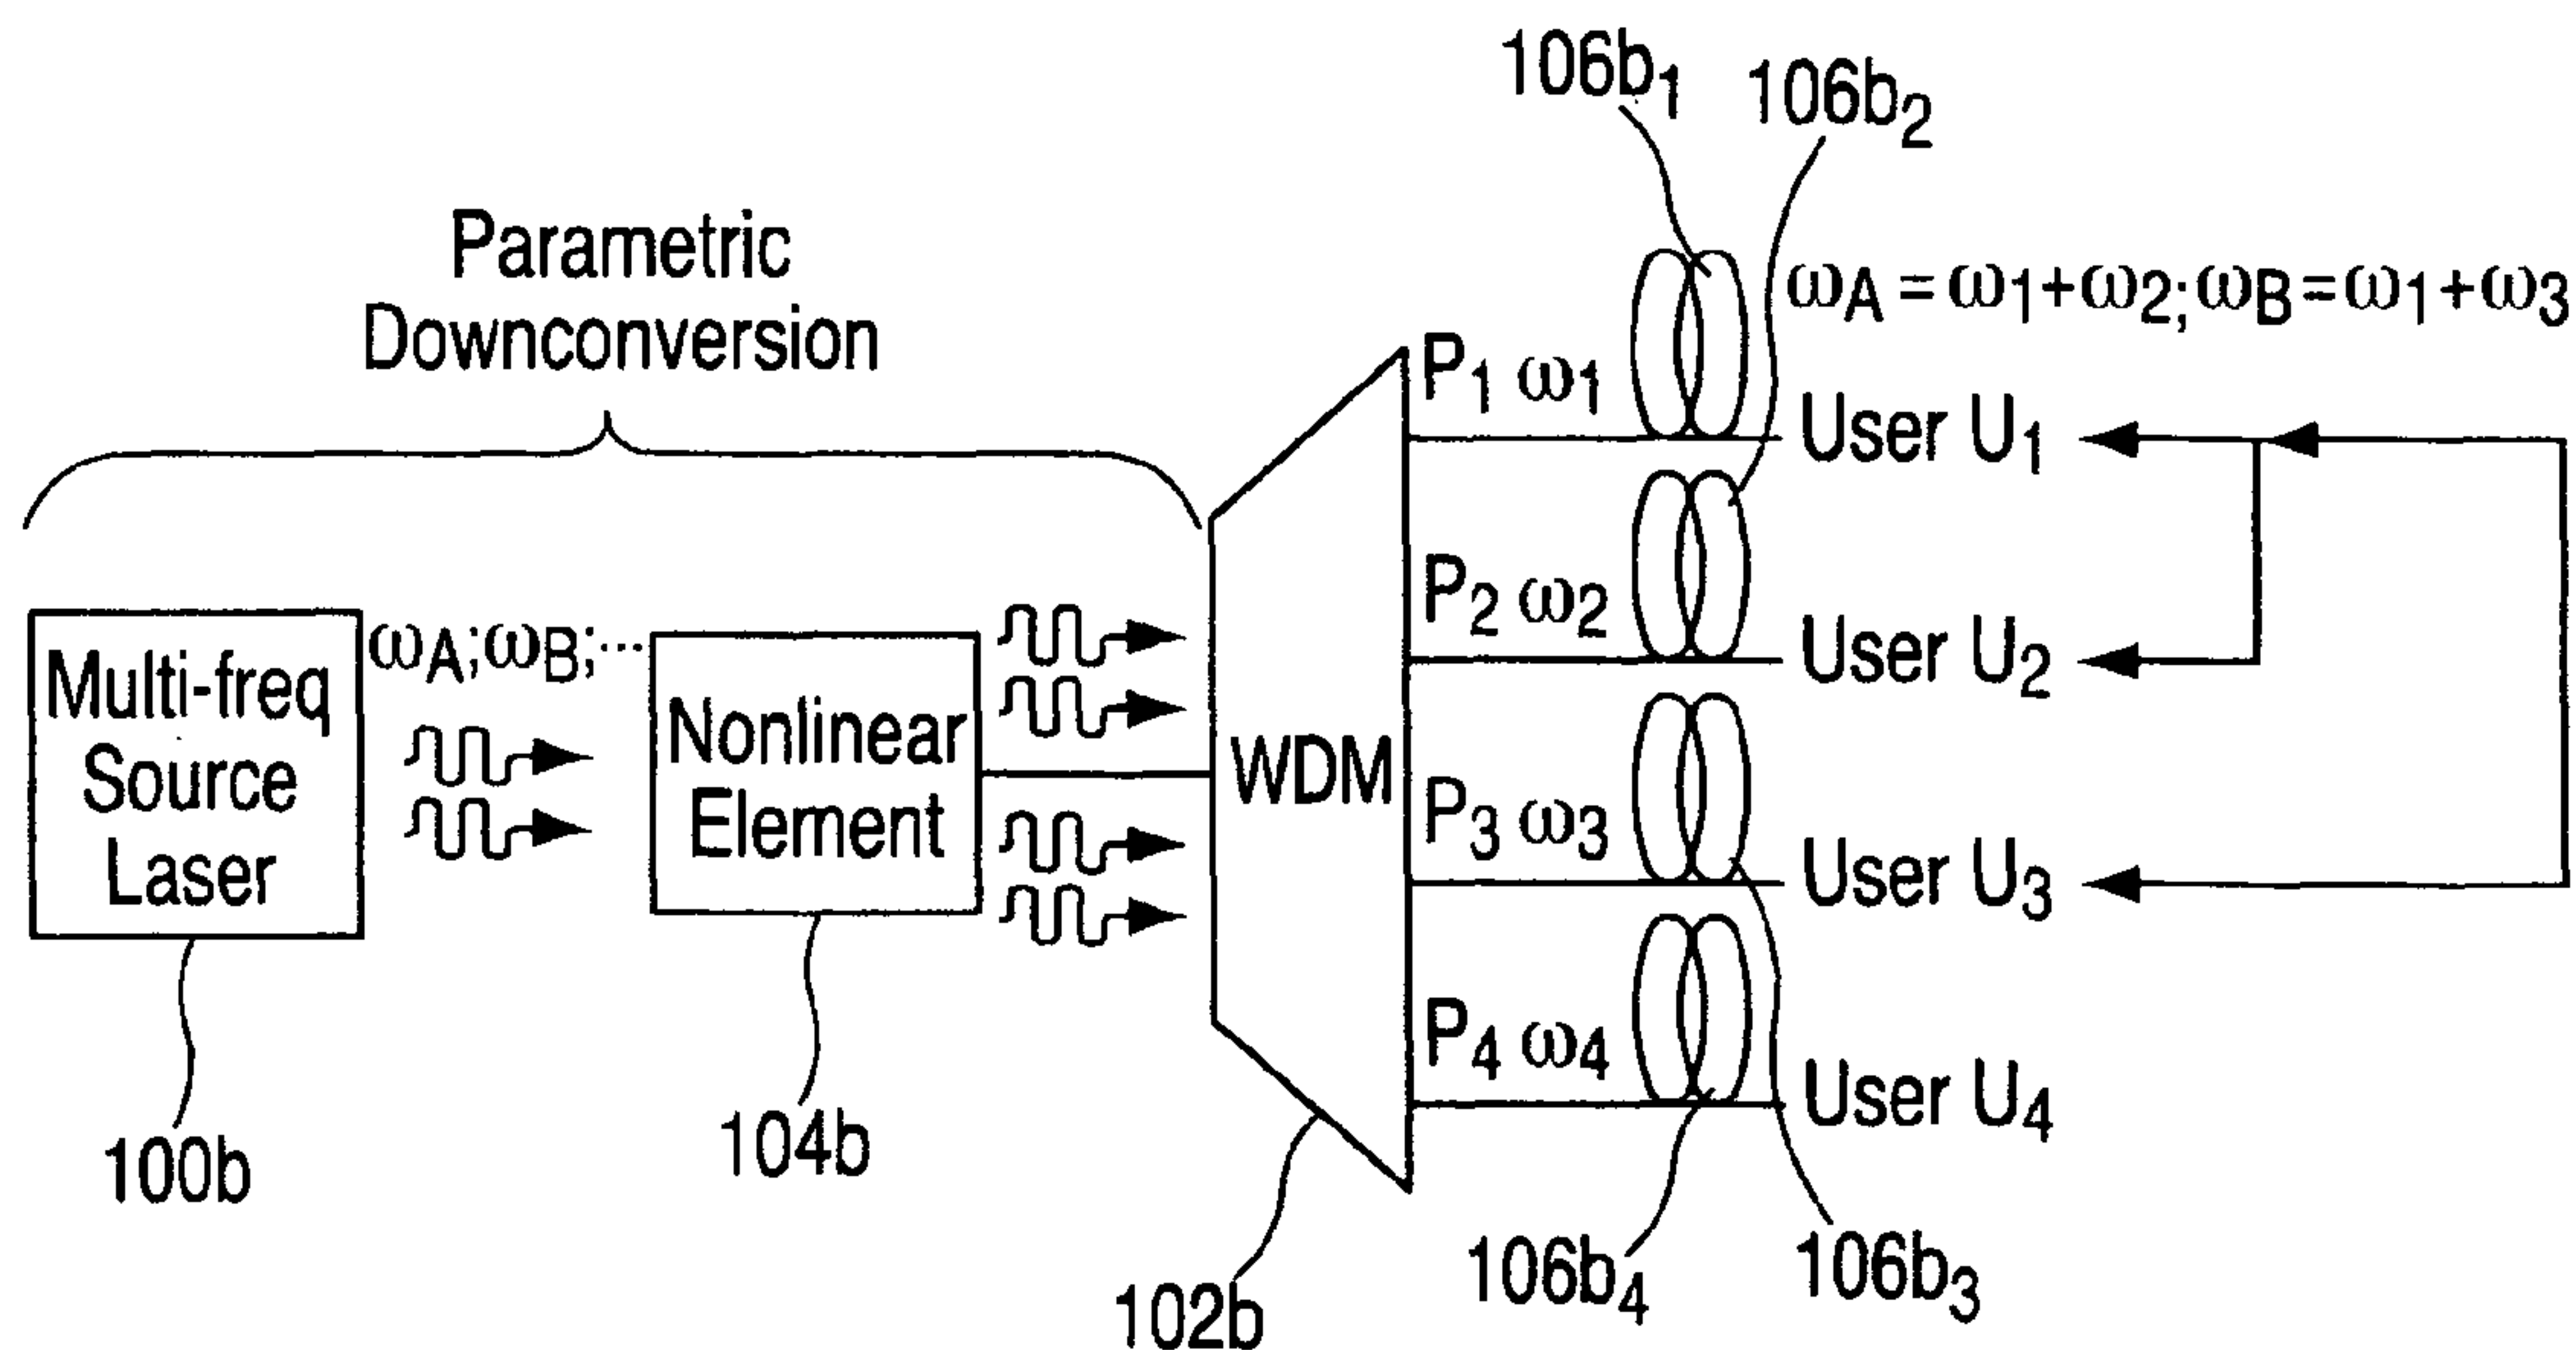 106b₁
106b₂
Parametric
Downconversion
ωA = ω1+ω2; ωB = ω1+ω3
P₁ ω1
User U₁
Multi-freq
Source
Laser
ωA; ωB; ...
Nonlinear
Element
WDM
P₂ ω2
User U₂
P₃ ω3
User U₃
P₄ ω4
User U₄
100b
104b
102b
106b₄
106b₃